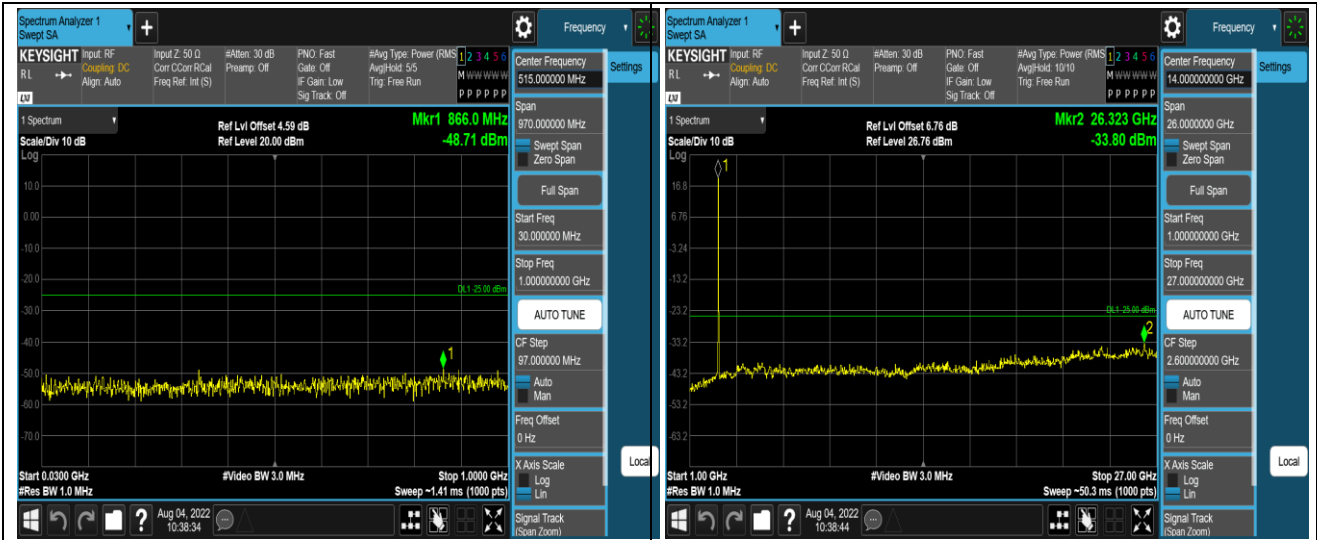 Spectrum Analyzer 1
Swept SA
+
Frequency
KEYSIGHT
RL
LXI
Input: RF
Coupling: DC
Align: Auto
Input Z: 50 Ω
Corr CCorr RCal
Freq Ref: Int (S)
#Atten: 30 dB
Preamp: Off
PNO: Fast
Gate: Off
IF Gain: Low
Sig Track: Off
#Avg Type: Power (RMS
Avg|Hold: 5/5
Trig: Free Run
1 2 3 4 5 6
M W W W W W
P P P P P P
Center Frequency
515.000000 MHz
Settings
1 Spectrum
Scale/Div 10 dB
Log
Ref Lvl Offset 4.59 dB
Ref Level 20.00 dBm
Mkr1 866.0 MHz
-48.71 dBm
Span
970.000000 MHz
Swept Span
Zero Span
Full Span
Start Freq
30.000000 MHz
Stop Freq
1.000000000 GHz
AUTO TUNE
CF Step
97.000000 MHz
Auto
Man
Freq Offset
0 Hz
X Axis Scale
Log
Lin
Signal Track
(Span Zoom)
Local
10.0
0.00
-10.0
-20.0
DL1 -25.00 dBm
-30.0
-40.0
1
-50.0
-60.0
-70.0
Start 0.0300 GHz
#Res BW 1.0 MHz
#Video BW 3.0 MHz
Stop 1.0000 GHz
Sweep ~1.41 ms (1000 pts)
?
Aug 04, 2022
10:38:34
Spectrum Analyzer 1
Swept SA
+
Frequency
KEYSIGHT
RL
LXI
Input: RF
Coupling: DC
Align: Auto
Input Z: 50 Ω
Corr CCorr RCal
Freq Ref: Int (S)
#Atten: 30 dB
Preamp: Off
PNO: Fast
Gate: Off
IF Gain: Low
Sig Track: Off
#Avg Type: Power (RMS
Avg|Hold: 10/10
Trig: Free Run
1 2 3 4 5 6
M W W W W W
P P P P P P
Center Frequency
14.000000000 GHz
Settings
1 Spectrum
Scale/Div 10 dB
Log
Ref Lvl Offset 6.76 dB
Ref Level 26.76 dBm
Mkr2 26.323 GHz
-33.80 dBm
Span
26.0000000 GHz
Swept Span
Zero Span
Full Span
Start Freq
1.000000000 GHz
Stop Freq
27.000000000 GHz
AUTO TUNE
CF Step
2.600000000 GHz
Auto
Man
Freq Offset
0 Hz
X Axis Scale
Log
Lin
Signal Track
(Span Zoom)
Local
1
16.8
6.76
-3.24
-13.2
-23.2
DL1 -25.00 dBm
2
-33.2
-43.2
-53.2
-63.2
Start 1.00 GHz
#Res BW 1.0 MHz
#Video BW 3.0 MHz
Stop 27.00 GHz
Sweep ~50.3 ms (1000 pts)
?
Aug 04, 2022
10:38:44